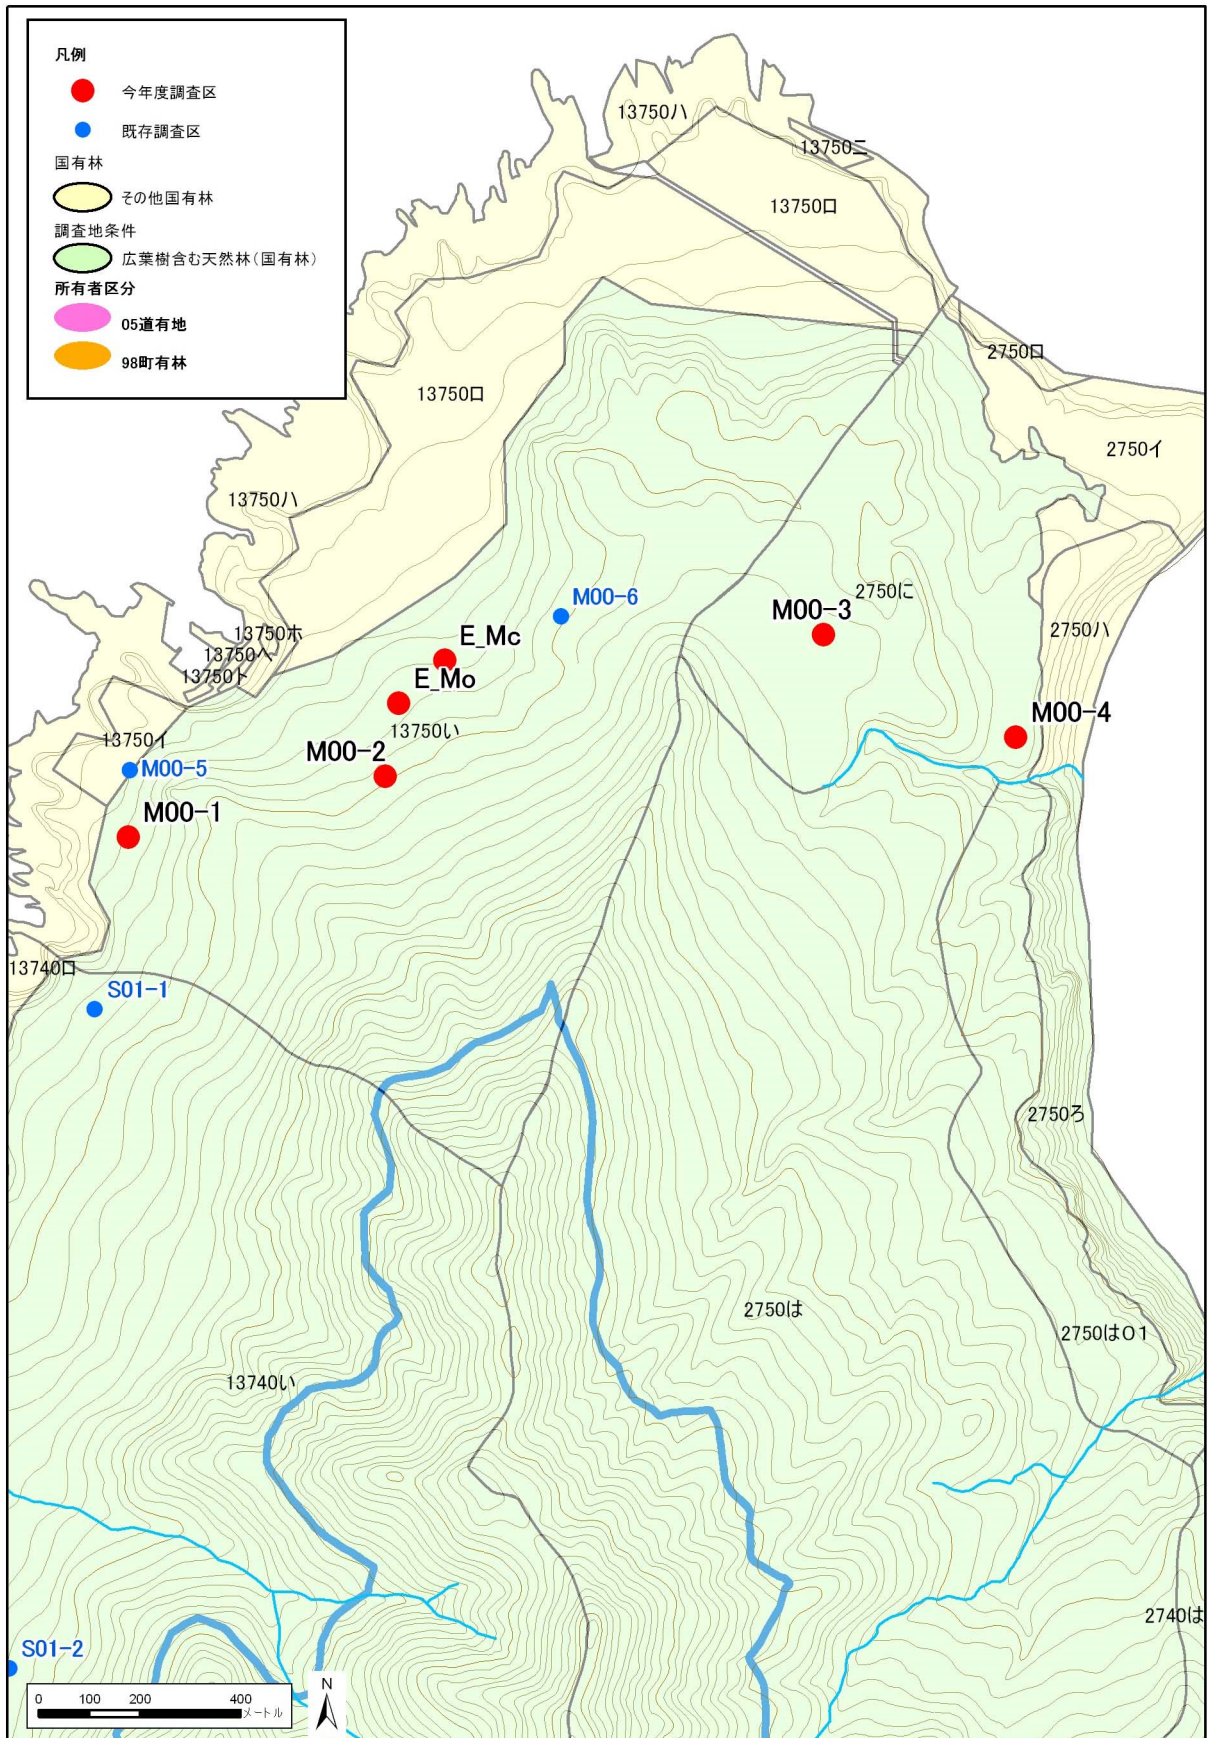 凡例
今年度調査区
既存調査区
国有林
その他国有林
調査地条件
広葉樹含む天然林(国有林)
所有者区分
05道有地
98町有林
13750ハ
13750ニ
13750ロ
2750ロ
13750ロ
2750イ
13750ハ
2750に
M00-6
M00-3
2750ハ
13750ホ
E_Mc
13750ヘ
13750ト
E_Mo
M00-4
13750い
13750イ
M00-2
M00-5
M00-1
13740ロ
S01-1
2750ろ
2750は
2750は01
13740い
2740は
S01-2
N
0 100 200 400
メートル